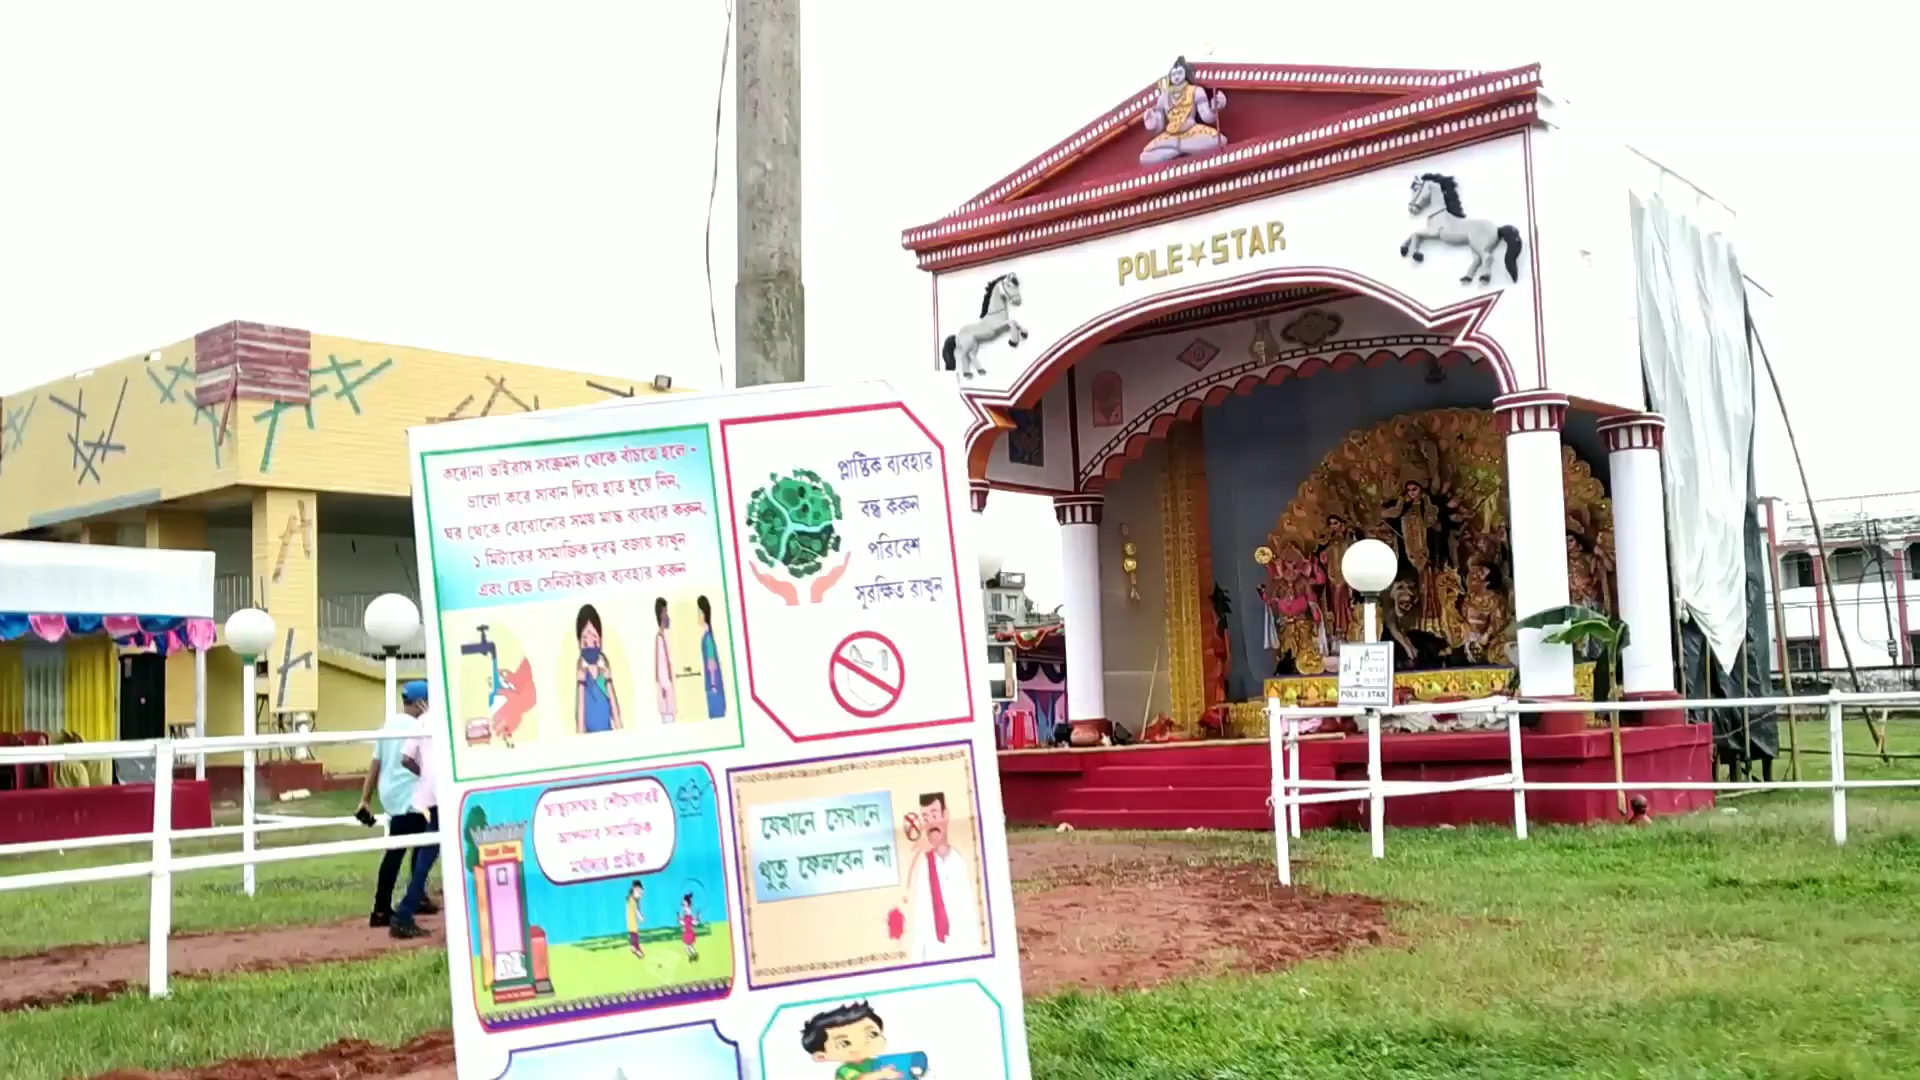 POLE★STAR
করোনা ভাইরাস সংক্রমন থেকে বাঁচতে হলে -
ভালো করে সাবান দিয়ে হাত ধুয়ে নিন,
ঘর থেকে বেরোনোর সময় মাস্ক ব্যবহার করুন,
১ মিটারের সামাজিক দূরত্ব বজায় রাখুন
এবং হেন্ড সেনিটাইজার ব্যবহার করুন
প্লাষ্টিক ব্যবহার
বন্ধ করুন
পরিবেশ
সুরক্ষিত রাখুন
স্বাস্থ্যসম্মত শৌচাগারই
আপনার সামাজিক
মর্যাদার প্রতীক
যেখানে সেখানে
থুতু ফেলবেন না
POLE★STAR